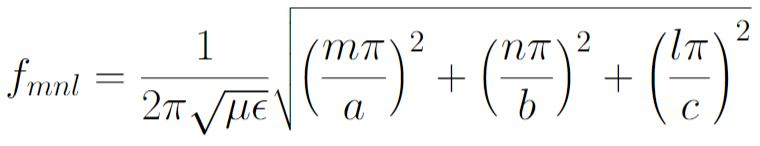 f_{mnl} = \frac{1}{2\pi\sqrt{\mu\epsilon}} \sqrt{\left(\frac{m\pi}{a}\right)^2 + \left(\frac{n\pi}{b}\right)^2 + \left(\frac{l\pi}{c}\right)^2}